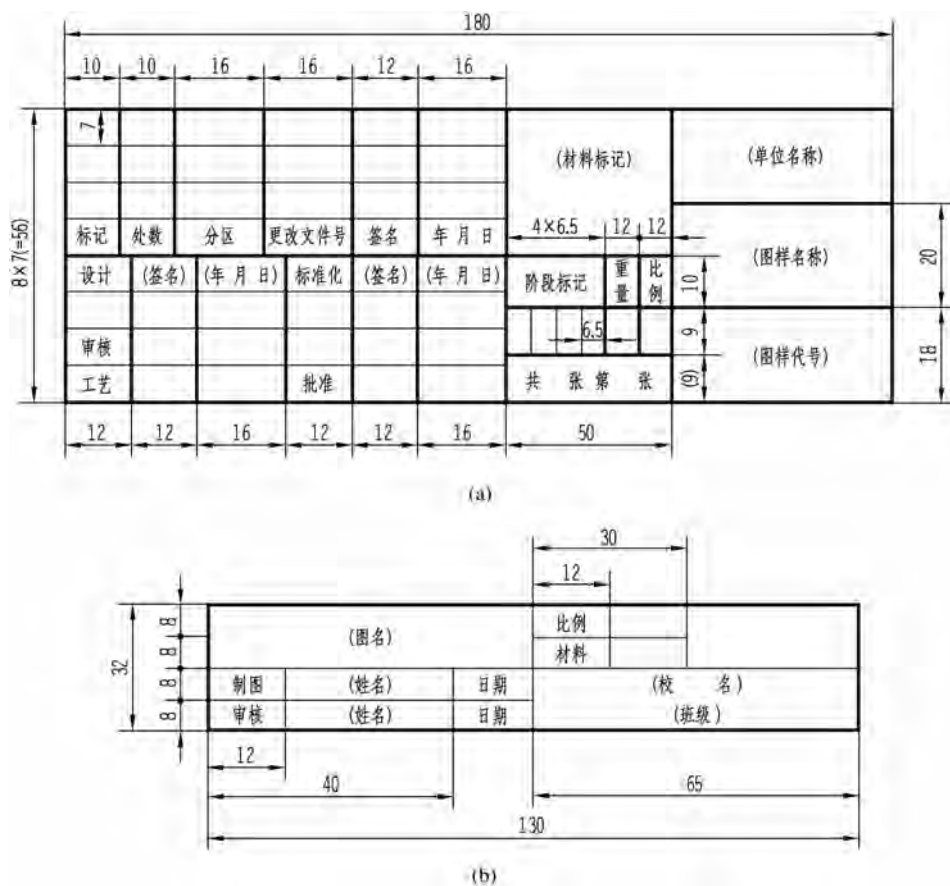 180
10 10 16 16 12 16
7
(材料标记) (单位名称)
8×7(=56)
标记 处数 分区 更改文件号 签名 年 月 日 4×6.5 12 12
设计 (签名) (年 月 日) 标准化 (签名) (年 月 日) 阶段标记 重量 比例 10 (图样名称) 20
6.5 9
审核 (图样代号) 18
工艺 批准 共 张 第 张 (9)
12 12 16 12 12 16 50
(a)
30
12
32
8 (图名) 比例
8 材料
8 制图 (姓名) 日期 (校 名)
8 审核 (姓名) 日期 (班级)
12
40 65
130
(b)